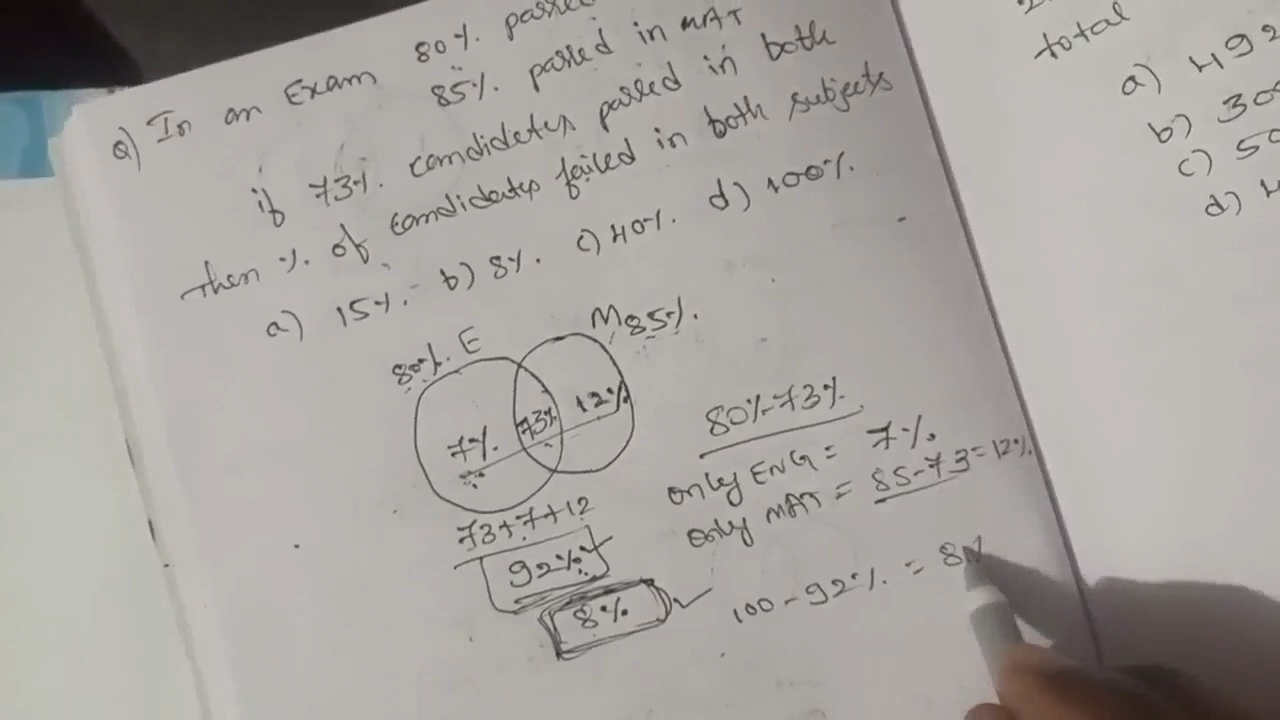 Q) In an Exam 80% passed
85% passed in MAT
if 73% candidates passed in both
then % of candidates failed in both subjects
a) 15% b) 8% c) 40% d) 100%
80% E
M 85%
7% 73% 12%
73+7+12
92%
8%
80%-73%
only ENG = 7%
only MAT = 85-73=12%
100-92% = 8%
total
a) 492
b) 300
c) 50
d)